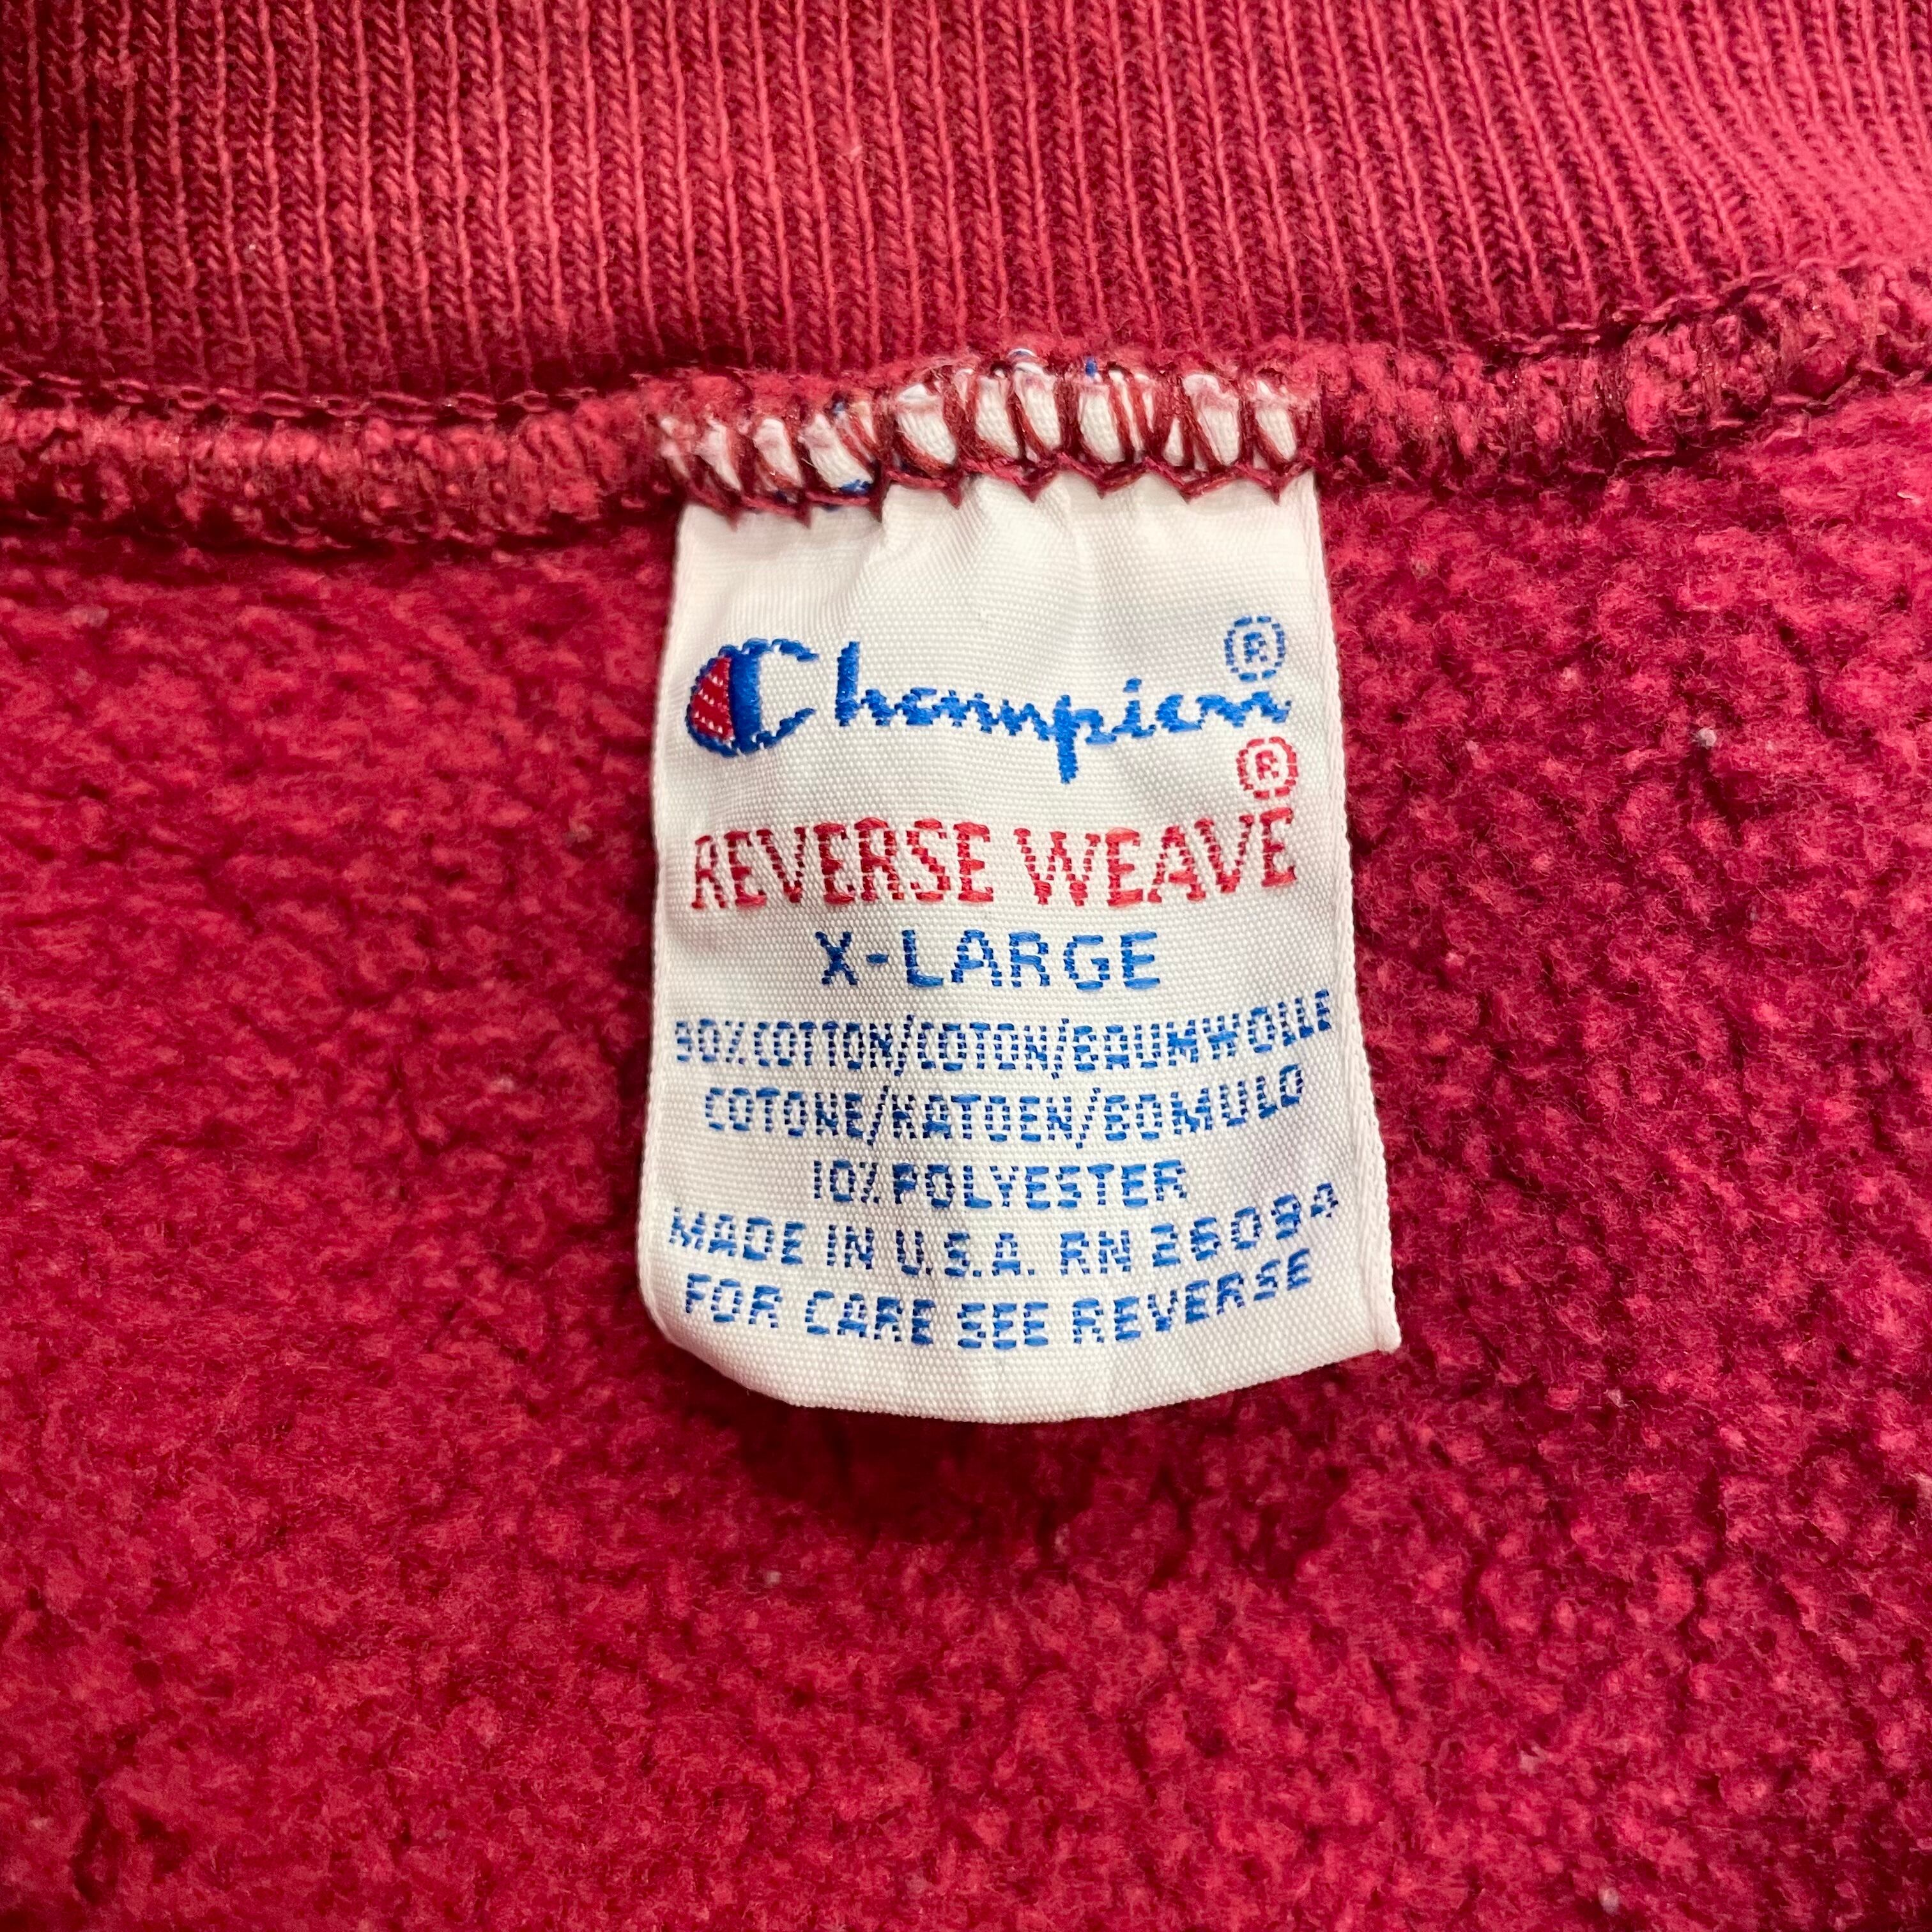 Champion®
REVERSE WEAVE®
X-LARGE
90% COTTON/COTON/BAUMWOLLE
COTONE/KATOEN/BOMULD
10% POLYESTER
MADE IN U.S.A. RN 26094
FOR CARE SEE REVERSE